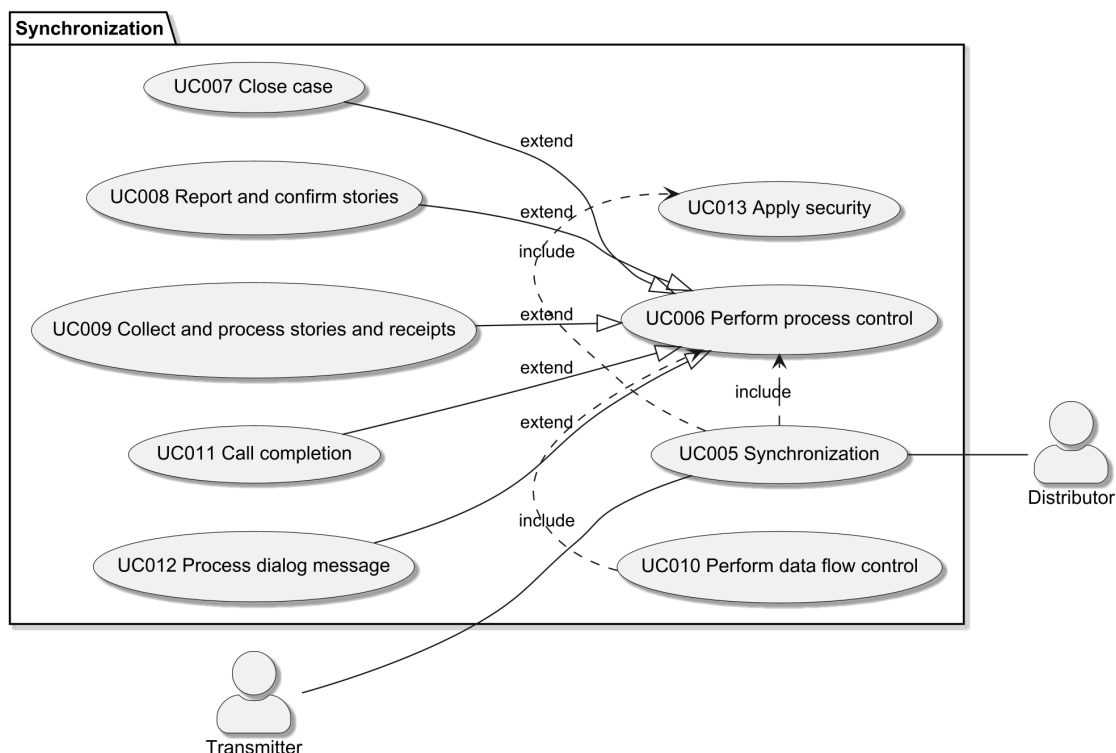 Synchronization
UC007 Close case
extend
UC008 Report and confirm stories
extend
UC013 Apply security
include
UC009 Collect and process stories and receipts
extend
UC006 Perform process control
extend
include
extend
UC011 Call completion
UC005 Synchronization
Distributor
include
UC012 Process dialog message
UC010 Perform data flow control
Transmitter